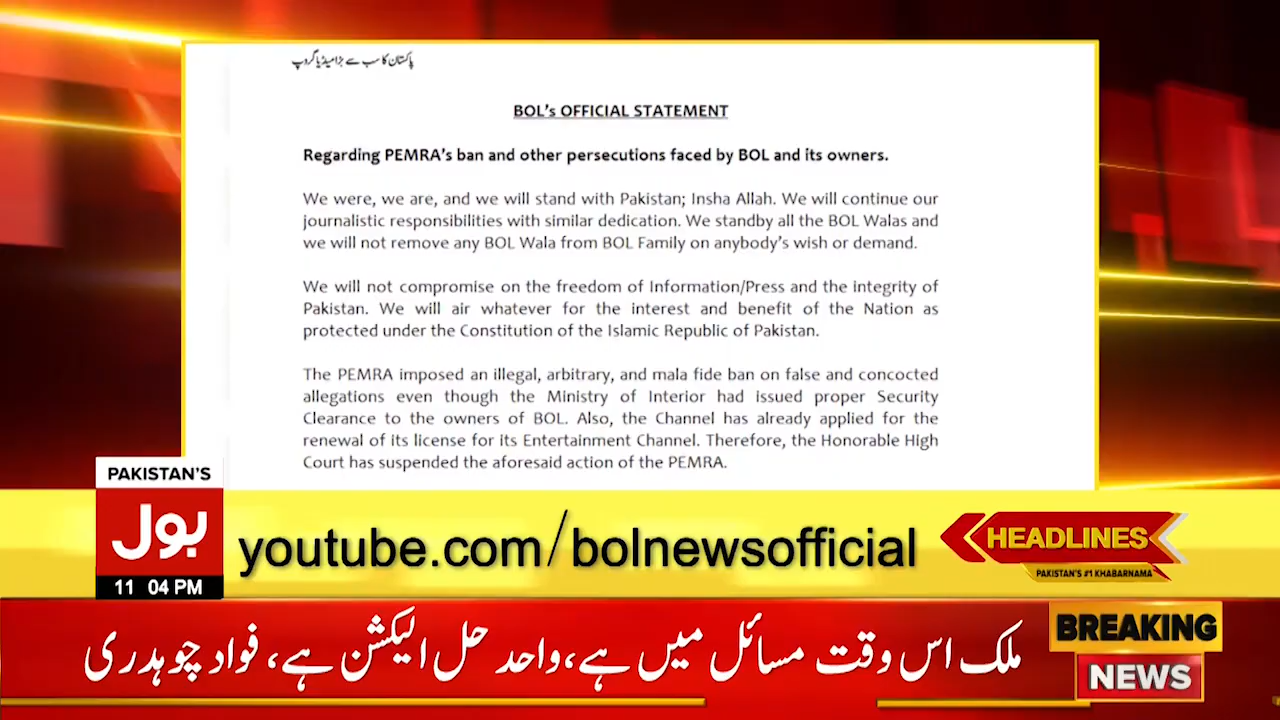 پاکستان کا سب سے بڑا میڈیا گروپ
BOL's OFFICIAL STATEMENT
Regarding PEMRA's ban and other persecutions faced by BOL and its owners.
We were, we are, and we will stand with Pakistan; Insha Allah. We will continue our
journalistic responsibilities with similar dedication. We standby all the BOL Walas and
we will not remove any BOL Wala from BOL Family on anybody's wish or demand.
We will not compromise on the freedom of Information/Press and the integrity of
Pakistan. We will air whatever for the interest and benefit of the Nation as
protected under the Constitution of the Islamic Republic of Pakistan.
The PEMRA imposed an illegal, arbitrary, and mala fide ban on false and concocted
allegations even though the Ministry of Interior had issued proper Security
Clearance to the owners of BOL. Also, the Channel has already applied for the
renewal of its license for its Entertainment Channel. Therefore, the Honorable High
Court has suspended the aforesaid action of the PEMRA.
PAKISTAN'S
بول
11 04 PM
youtube.com/bolnewsofficial
HEADLINES
PAKISTAN'S #1 KHABARNAMA
ملک اس وقت مسائل میں ہے، واحد حل الیکشن ہے، فواد چوہدری
BREAKING
NEWS